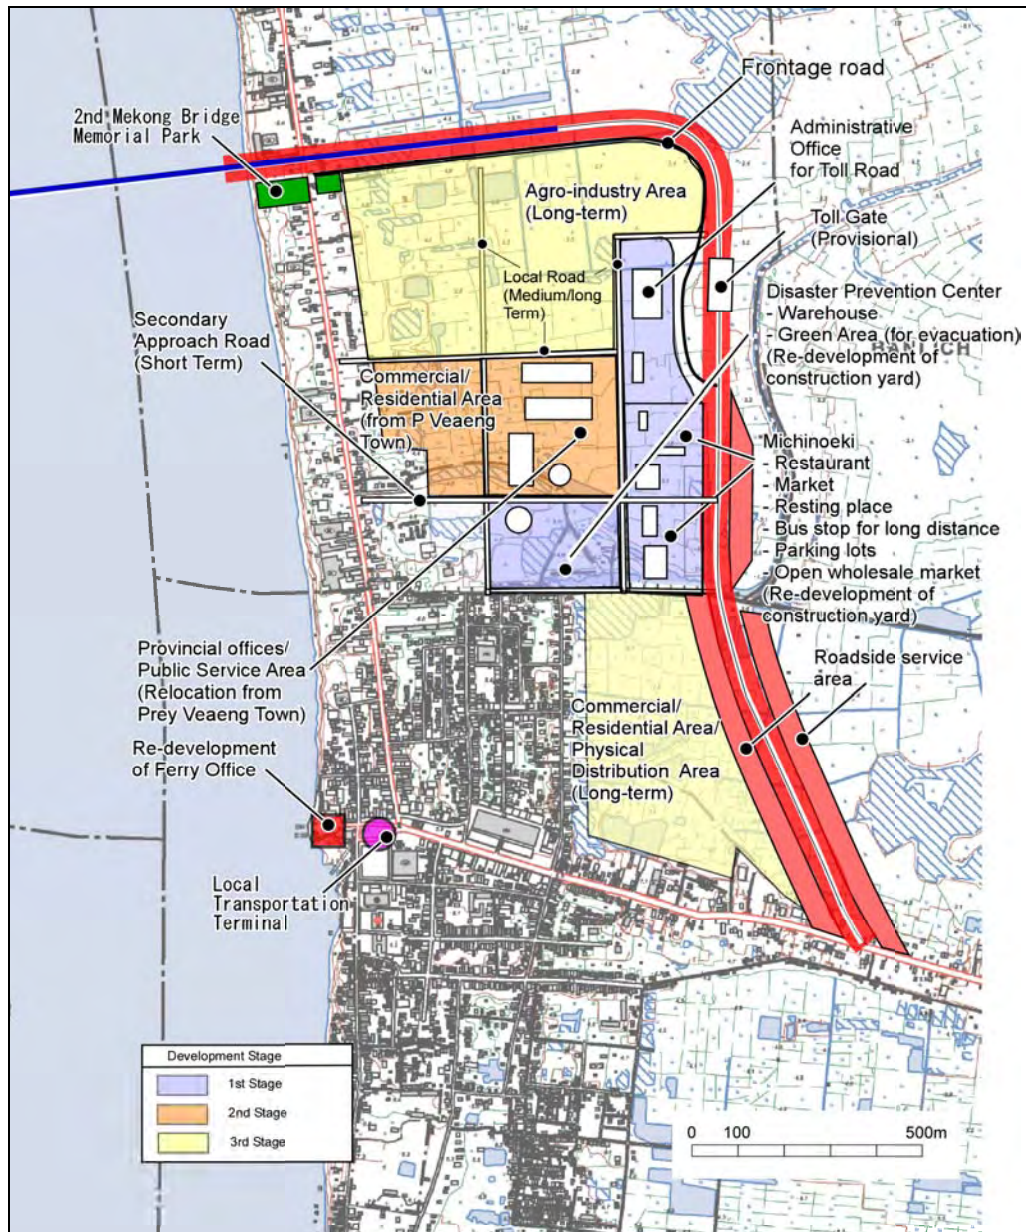 Frontage road
2nd Mekong Bridge
Memorial Park
Administrative
Office
for Toll Road
Agro-industry Area
(Long-term)
Toll Gate
(Provisional)
Local Road
(Medium/long
Term)
Disaster Prevention Center
- Warehouse
- Green Area (for evacuation)
(Re-development of
construction yard)
Secondary
Approach Road
(Short Term)
Commercial/
Residential Area
(from P Veaeng
Town)
Michinoeki
- Restaurant
- Market
- Resting place
- Bus stop for long distance
- Parking lots
- Open wholesale market
(Re-development of
construction yard)
Provincial offices/
Public Service Area
(Relocation from
Prey Veaeng Town)
Roadside service
area
Commercial/
Residential Area/
Physical
Distribution Area
(Long-term)
Re-development
of Ferry Office
Local
Transportation
Terminal
Development Stage
1st Stage
2nd Stage
3rd Stage
0 100 500m